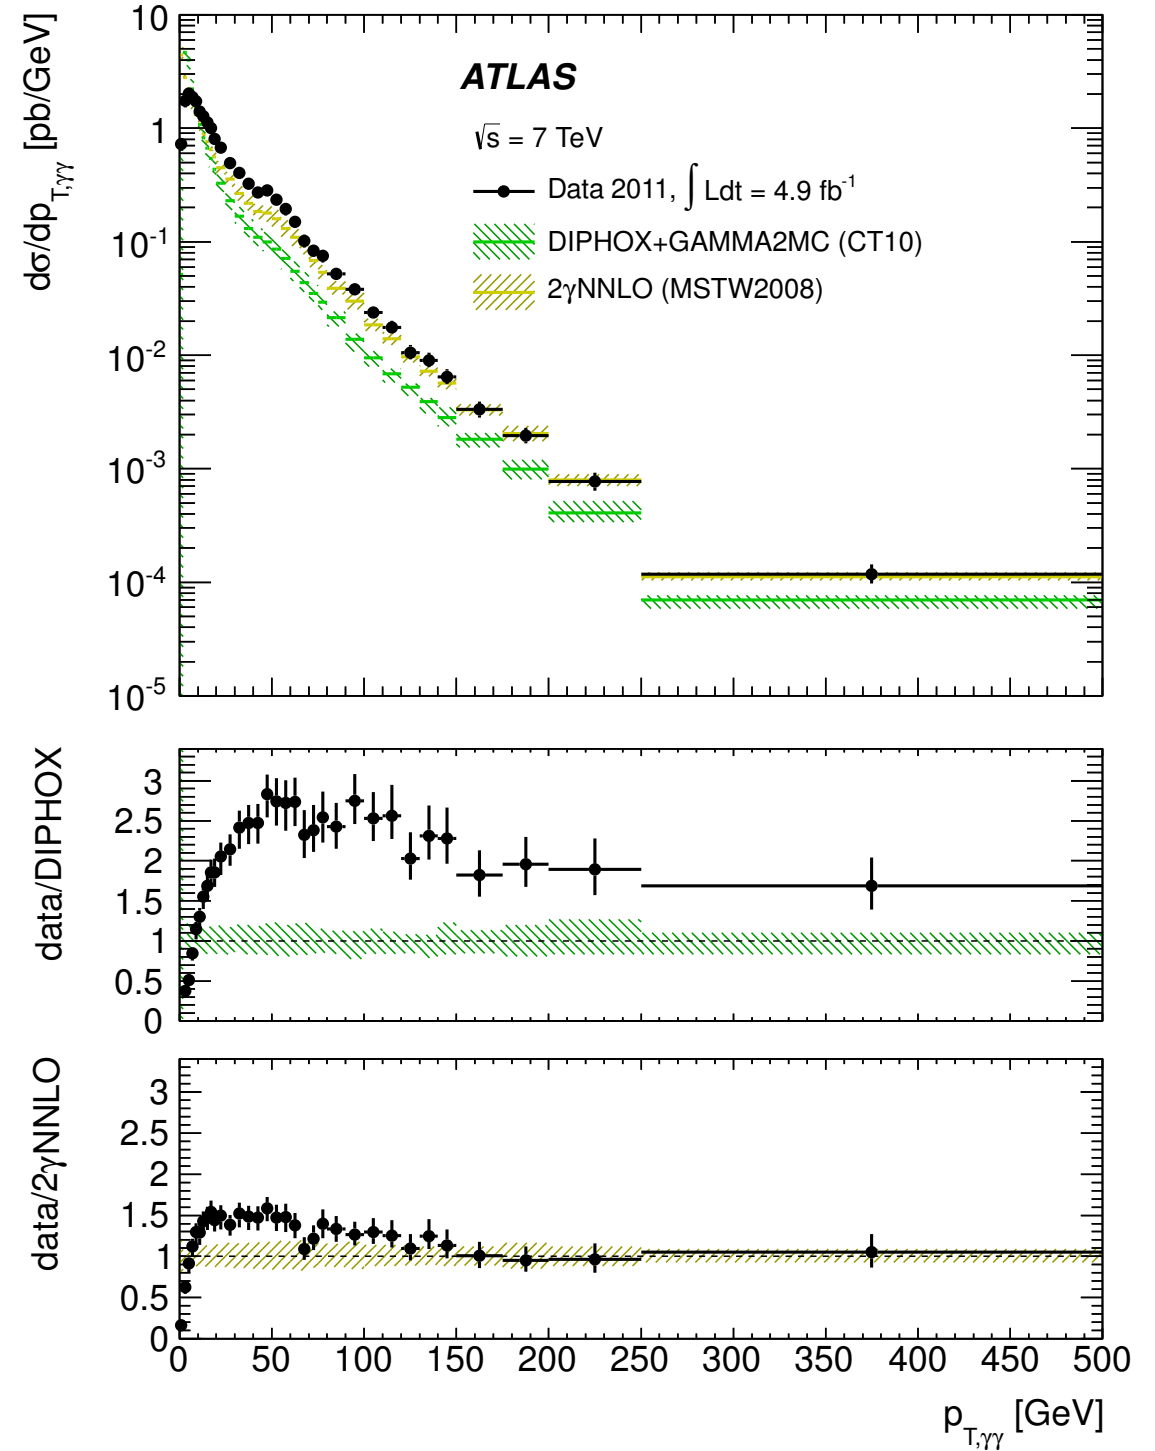 dσ/dp_T,γγ [pb/GeV]
10
1
10^-1
10^-2
10^-3
10^-4
10^-5
ATLAS
√s = 7 TeV
Data 2011, ∫ Ldt = 4.9 fb^-1
DIPHOX+GAMMA2MC (CT10)
2γNNLO (MSTW2008)
data/DIPHOX
3
2.5
2
1.5
1
0.5
0
data/2γNNLO
3
2.5
2
1.5
1
0.5
0
0 50 100 150 200 250 300 350 400 450 500
p_T,γγ [GeV]